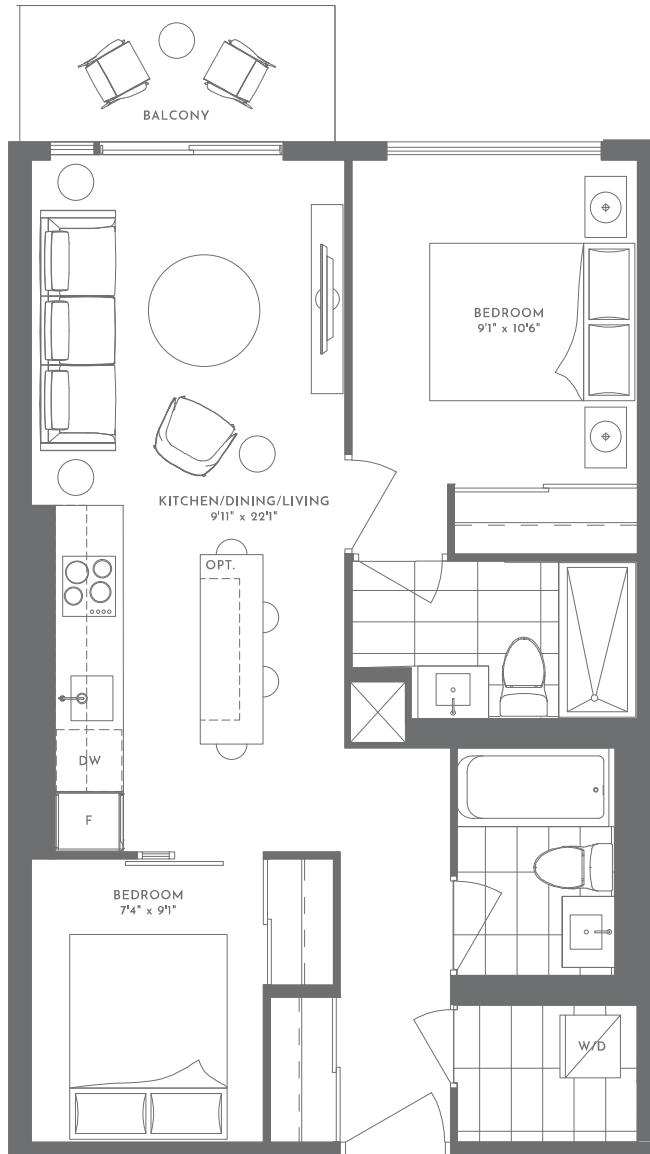 BALCONY
BEDROOM
9'1" x 10'6"
KITCHEN/DINING/LIVING
9'11" x 22'1"
OPT.
DW
F
BEDROOM
7'4" x 9'1"
W/D